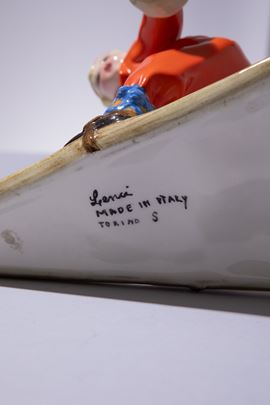 Lenci
MADE IN ITALY
TORINO S